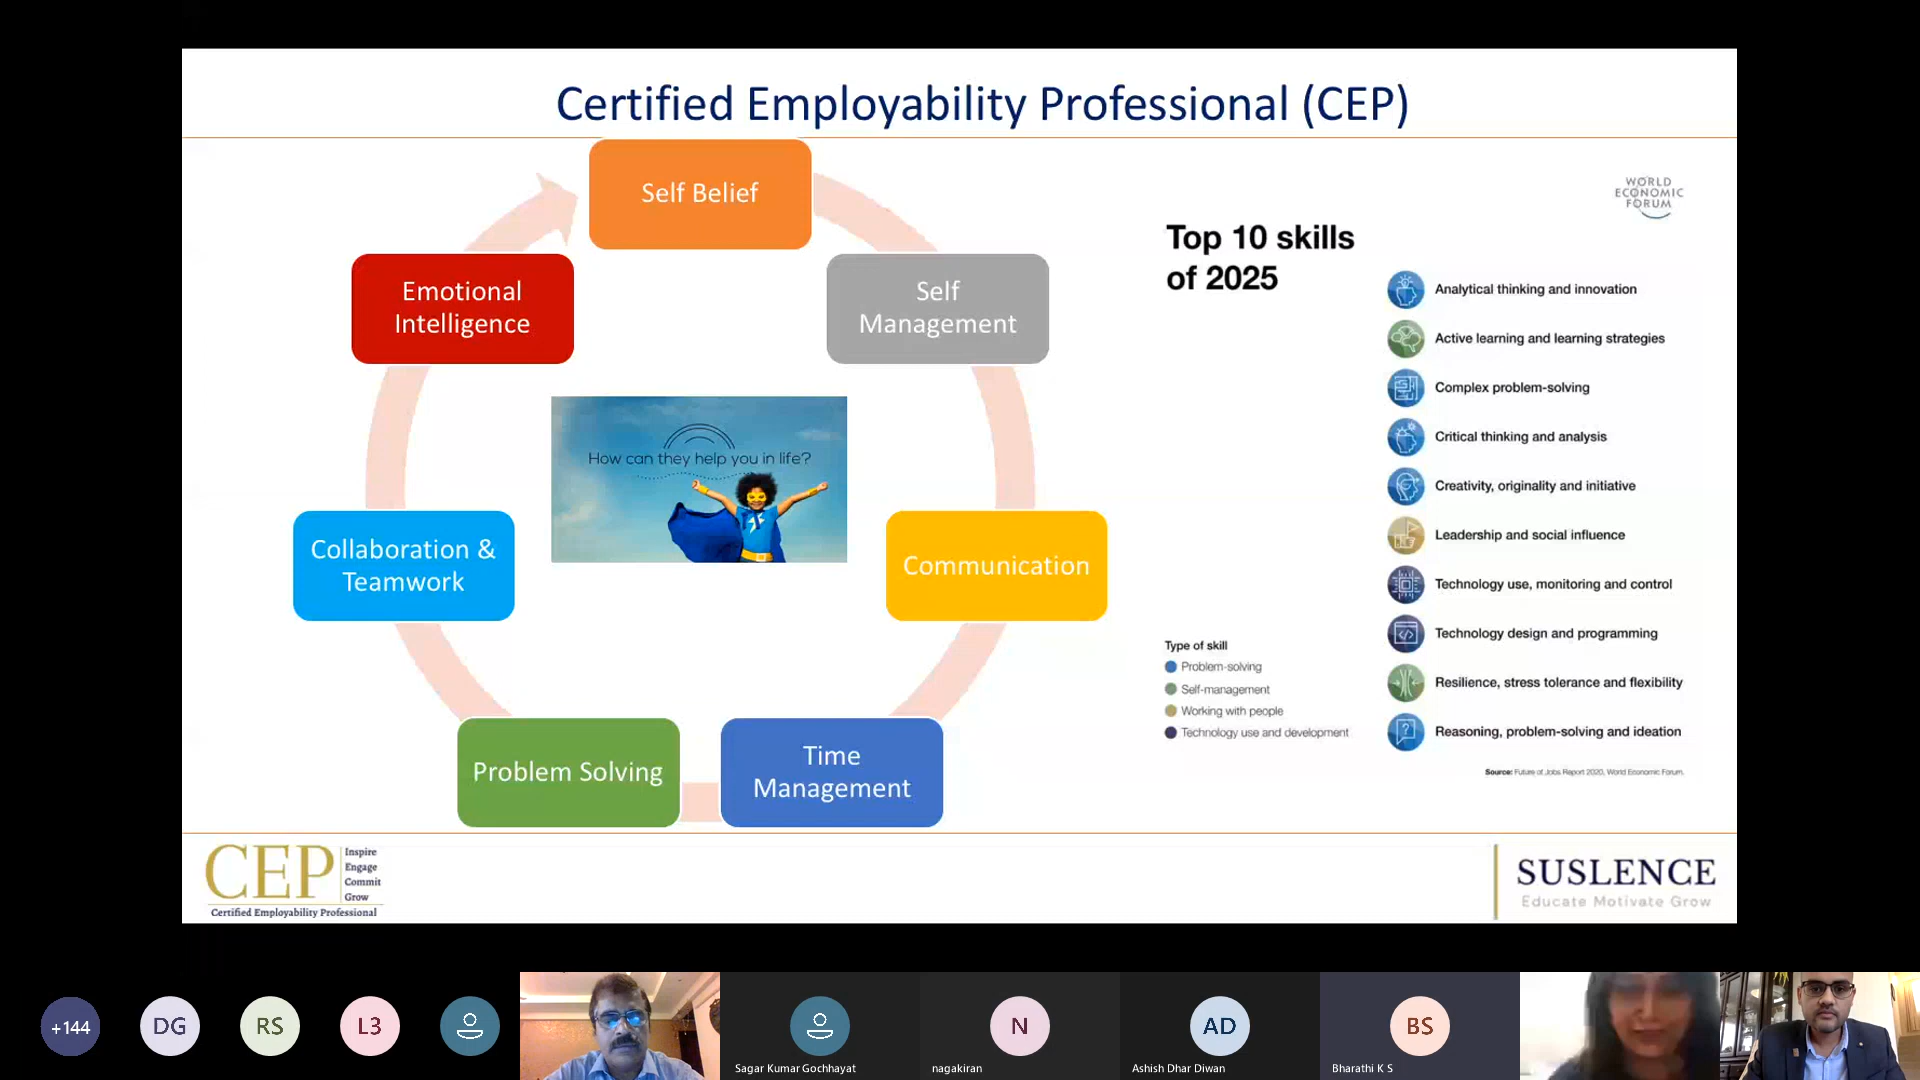 Certified Employability Professional (CEP)
Self Belief
Self
Management
Communication
Time
Management
Problem Solving
Collaboration &
Teamwork
Emotional
Intelligence
How can they help you in life?
WORLD
ECONOMIC
FORUM
Top 10 skills
of 2025
Analytical thinking and innovation
Active learning and learning strategies
Complex problem-solving
Critical thinking and analysis
Creativity, originality and initiative
Leadership and social influence
Technology use, monitoring and control
Technology design and programming
Resilience, stress tolerance and flexibility
Reasoning, problem-solving and ideation
Type of skill
Problem-solving
Self-management
Working with people
Technology use and development
Source: Future of Jobs Report 2020, World Economic Forum.
CEP
Inspire
Engage
Commit
Grow
Certified Employability Professional
SUSLENCE
Educate Motivate Grow
+144
DG
RS
L3
Sagar Kumar Gochhayat
N
nagakiran
AD
Ashish Dhar Diwan
BS
Bharathi K S